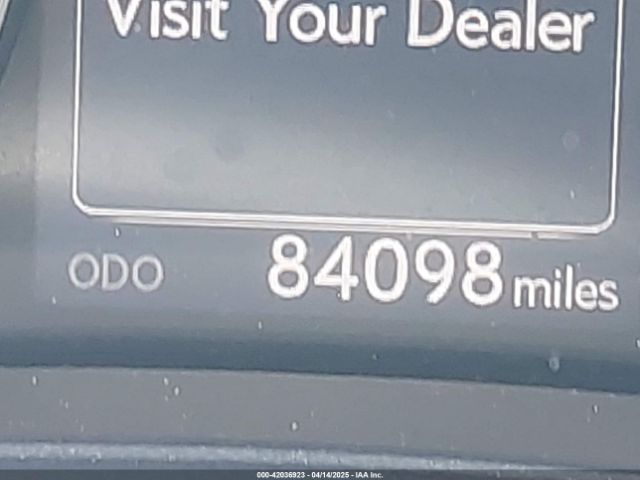 Visit Your Dealer
ODO 84098 miles
000-42036923 - 04/14/2025 - IAA Inc.